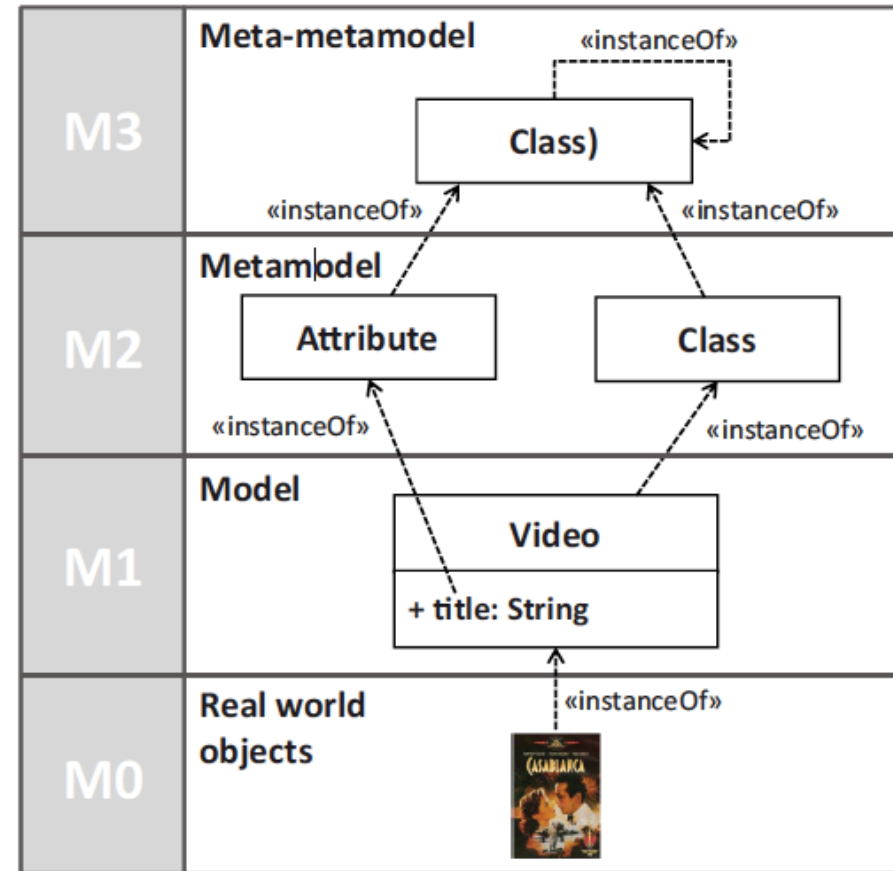 Meta-metamodel
«instanceOf»
M3
Class)
«instanceOf»
«instanceOf»
Metamodel
M2
Attribute
Class
«instanceOf»
«instanceOf»
Model
M1
Video
+ title: String
Real world
«instanceOf»
objects
M0
CASABLANCA